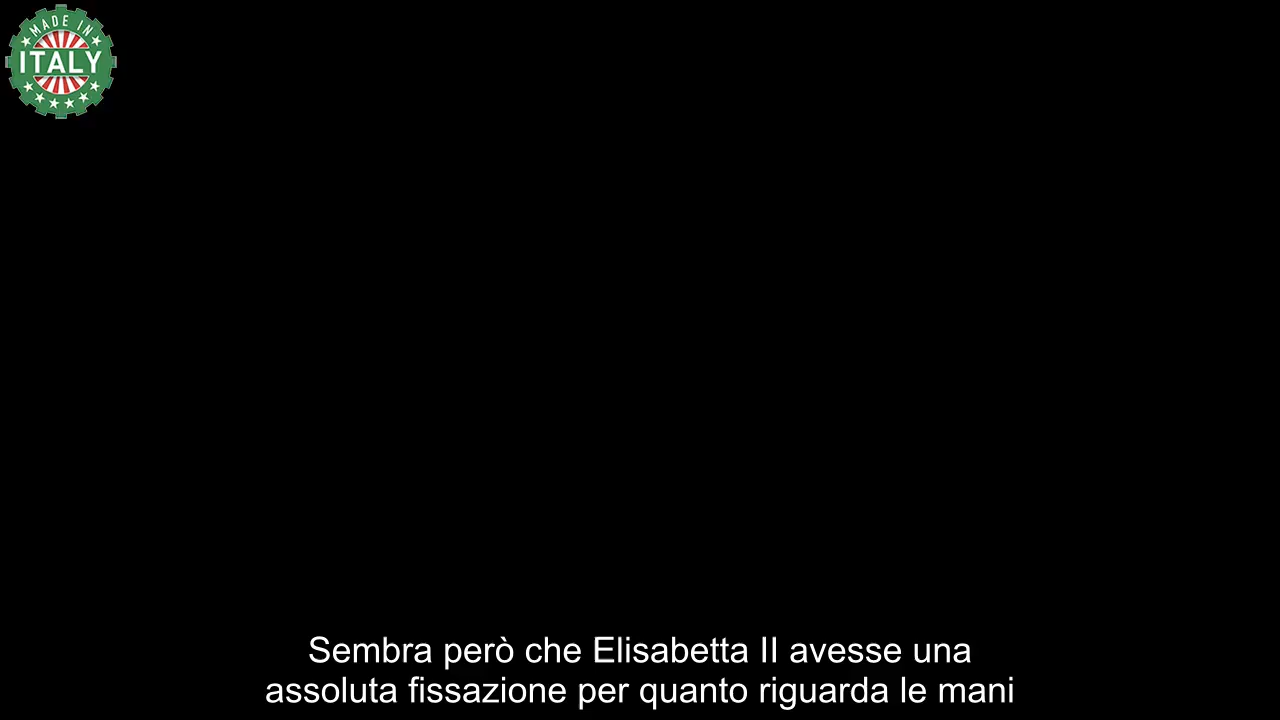 MADE IN
ITALY
Sembra però che Elisabetta II avesse una
assoluta fissazione per quanto riguarda le mani